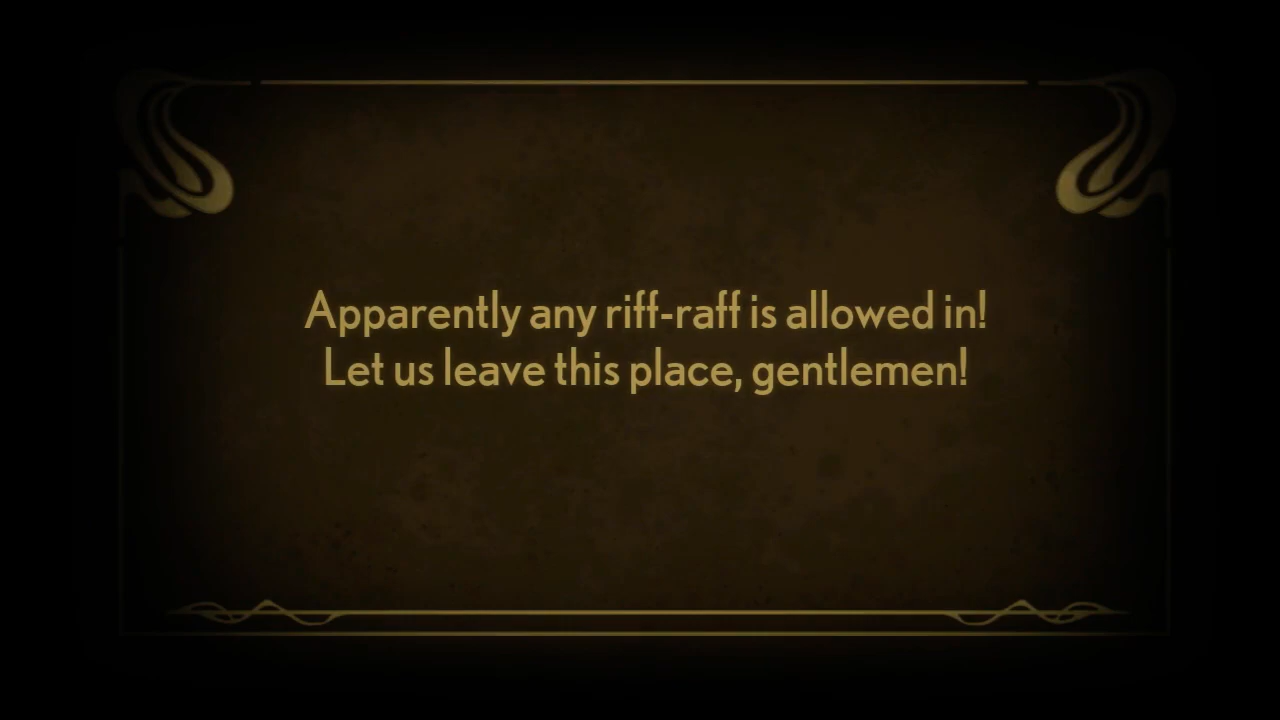 Apparently any riff-raff is allowed in!
Let us leave this place, gentlemen!